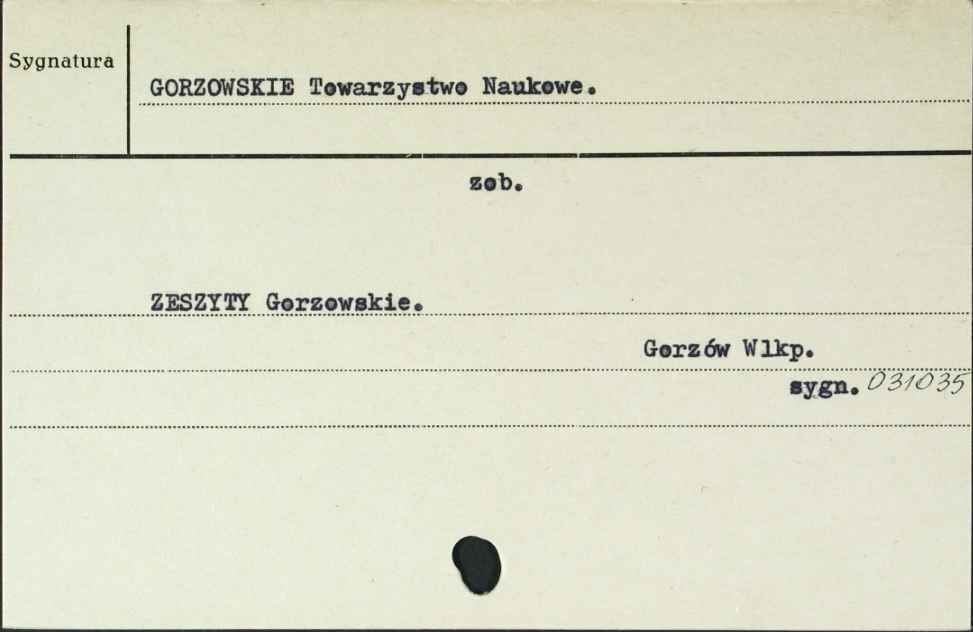 Sygnatura
GORZOWSKIE Towarzystwo Naukowe.
zob.
ZESZYTY Gorzowskie.
Gorzów Wlkp.
sygn. 031035